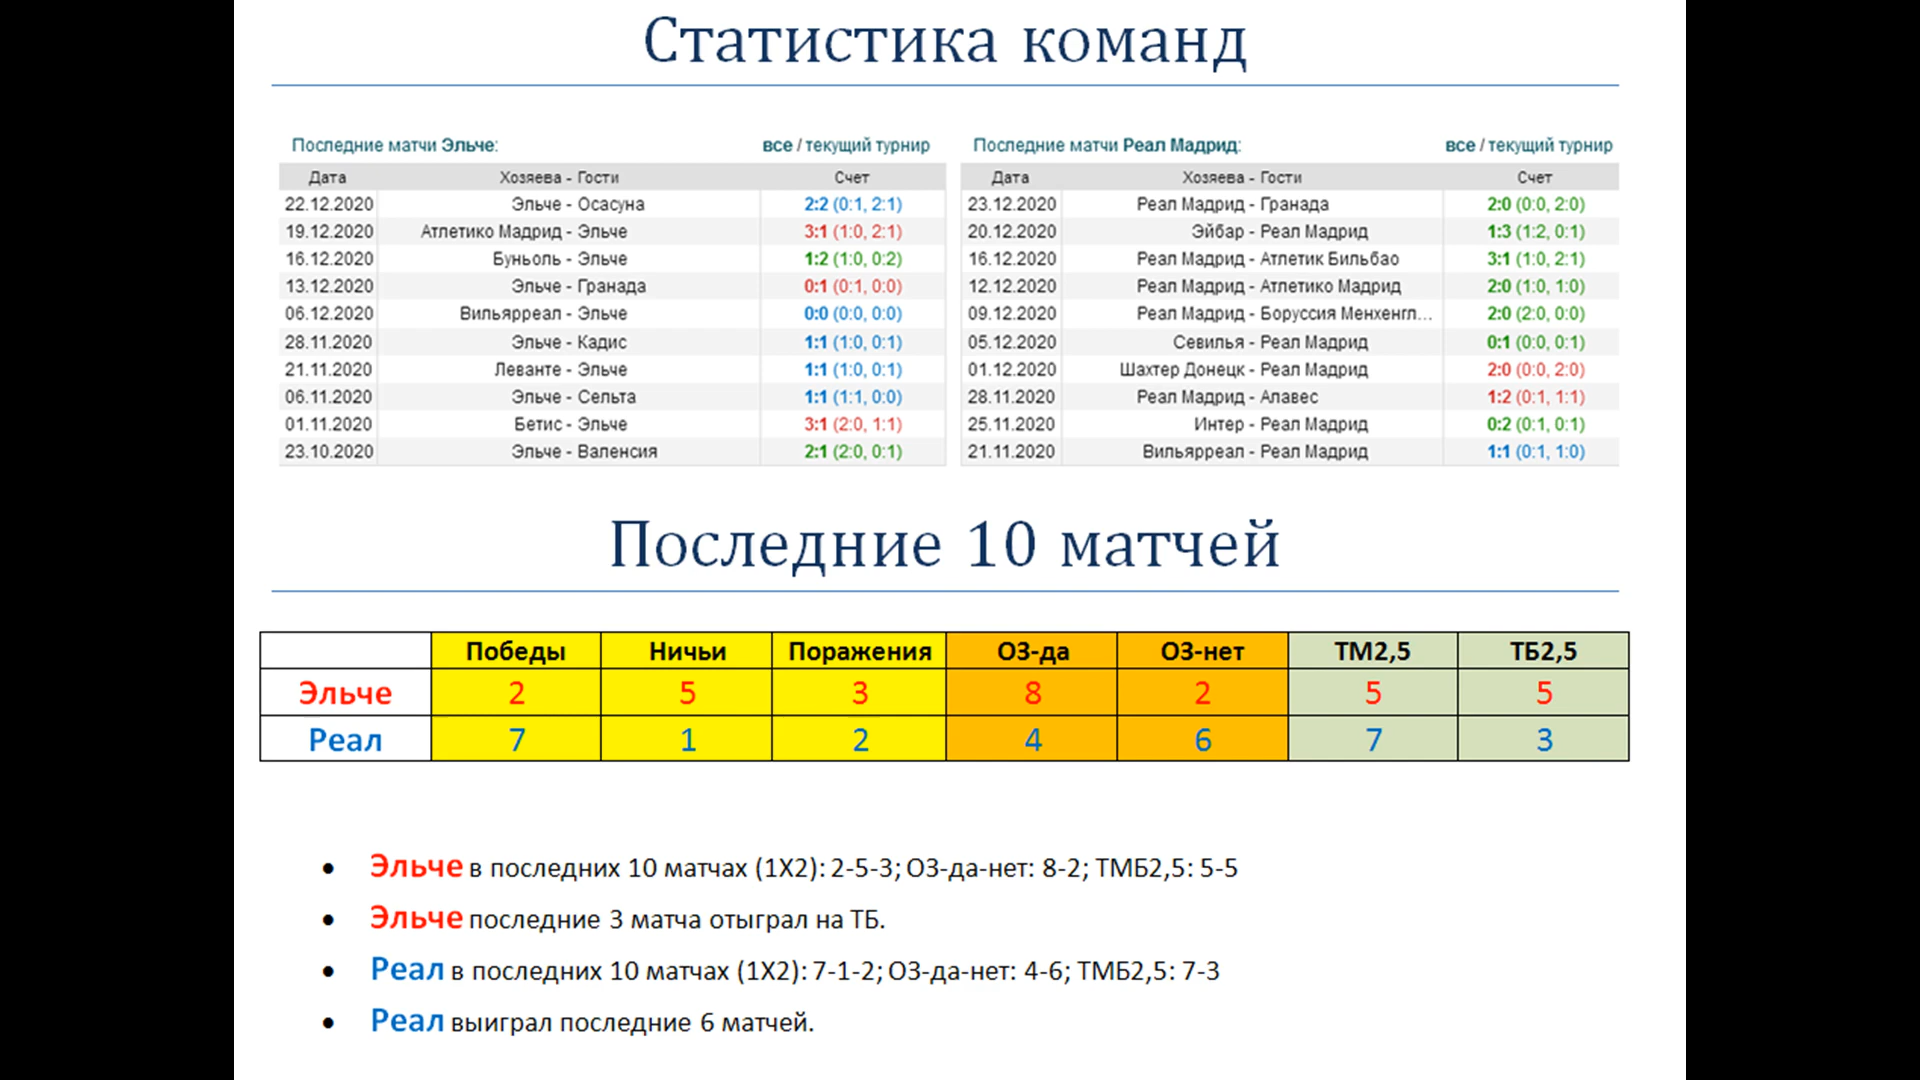 Статистика команд
Последние матчи Эльче: все / текущий турнир
Дата Хозяева - Гости Счет
22.12.2020 Эльче - Осасуна 2:2 (0:1, 2:1)
19.12.2020 Атлетико Мадрид - Эльче 3:1 (1:0, 2:1)
16.12.2020 Буньоль - Эльче 1:2 (1:0, 0:2)
13.12.2020 Эльче - Гранада 0:1 (0:1, 0:0)
06.12.2020 Вильярреал - Эльче 0:0 (0:0, 0:0)
28.11.2020 Эльче - Кадис 1:1 (1:0, 0:1)
21.11.2020 Леванте - Эльче 1:1 (1:0, 0:1)
06.11.2020 Эльче - Сельта 1:1 (1:1, 0:0)
01.11.2020 Бетис - Эльче 3:1 (2:0, 1:1)
23.10.2020 Эльче - Валенсия 2:1 (2:0, 0:1)
Последние матчи Реал Мадрид: все / текущий турнир
Дата Хозяева - Гости Счет
23.12.2020 Реал Мадрид - Гранада 2:0 (0:0, 2:0)
20.12.2020 Эйбар - Реал Мадрид 1:3 (1:2, 0:1)
16.12.2020 Реал Мадрид - Атлетик Бильбао 3:1 (1:0, 2:1)
12.12.2020 Реал Мадрид - Атлетико Мадрид 2:0 (1:0, 1:0)
09.12.2020 Реал Мадрид - Боруссия Менхенгл... 2:0 (2:0, 0:0)
05.12.2020 Севилья - Реал Мадрид 0:1 (0:0, 0:1)
01.12.2020 Шахтер Донецк - Реал Мадрид 2:0 (0:0, 2:0)
28.11.2020 Реал Мадрид - Алавес 1:2 (0:1, 1:1)
25.11.2020 Интер - Реал Мадрид 0:2 (0:1, 0:1)
21.11.2020 Вильярреал - Реал Мадрид 1:1 (0:1, 1:0)
Последние 10 матчей
Победы Ничьи Поражения ОЗ-да ОЗ-нет ТМ2,5 ТБ2,5
Эльче 2 5 3 8 2 5 5
Реал 7 1 2 4 6 7 3
• Эльче в последних 10 матчах (1Х2): 2-5-3; ОЗ-да-нет: 8-2; ТМБ2,5: 5-5
• Эльче последние 3 матча отыграл на ТБ.
• Реал в последних 10 матчах (1Х2): 7-1-2; ОЗ-да-нет: 4-6; ТМБ2,5: 7-3
• Реал выиграл последние 6 матчей.